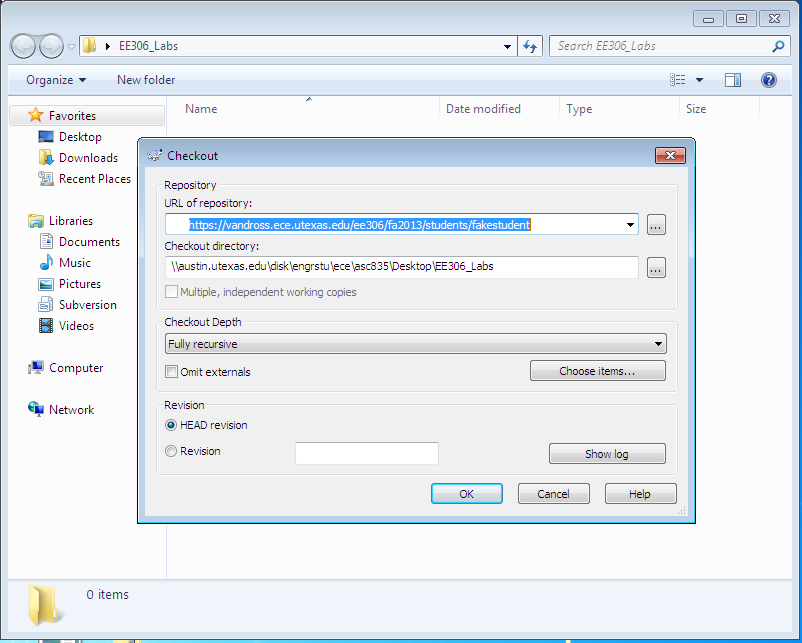 EE306_Labs
Search EE306_Labs
Organize
New folder
Name
Date modified
Type
Size
Favorites
Desktop
Downloads
Recent Places
Libraries
Documents
Music
Pictures
Subversion
Videos
Computer
Network
Checkout
Repository
URL of repository:
https://vandross.ece.utexas.edu/ee306/fa2013/students/fakestudent
...
Checkout directory:
\\austin.utexas.edu\disk\engrstu\ece\asc835\Desktop\EE306_Labs
...
Multiple, independent working copies
Checkout Depth
Fully recursive
Omit externals
Choose items...
Revision
HEAD revision
Revision
Show log
OK
Cancel
Help
0 items